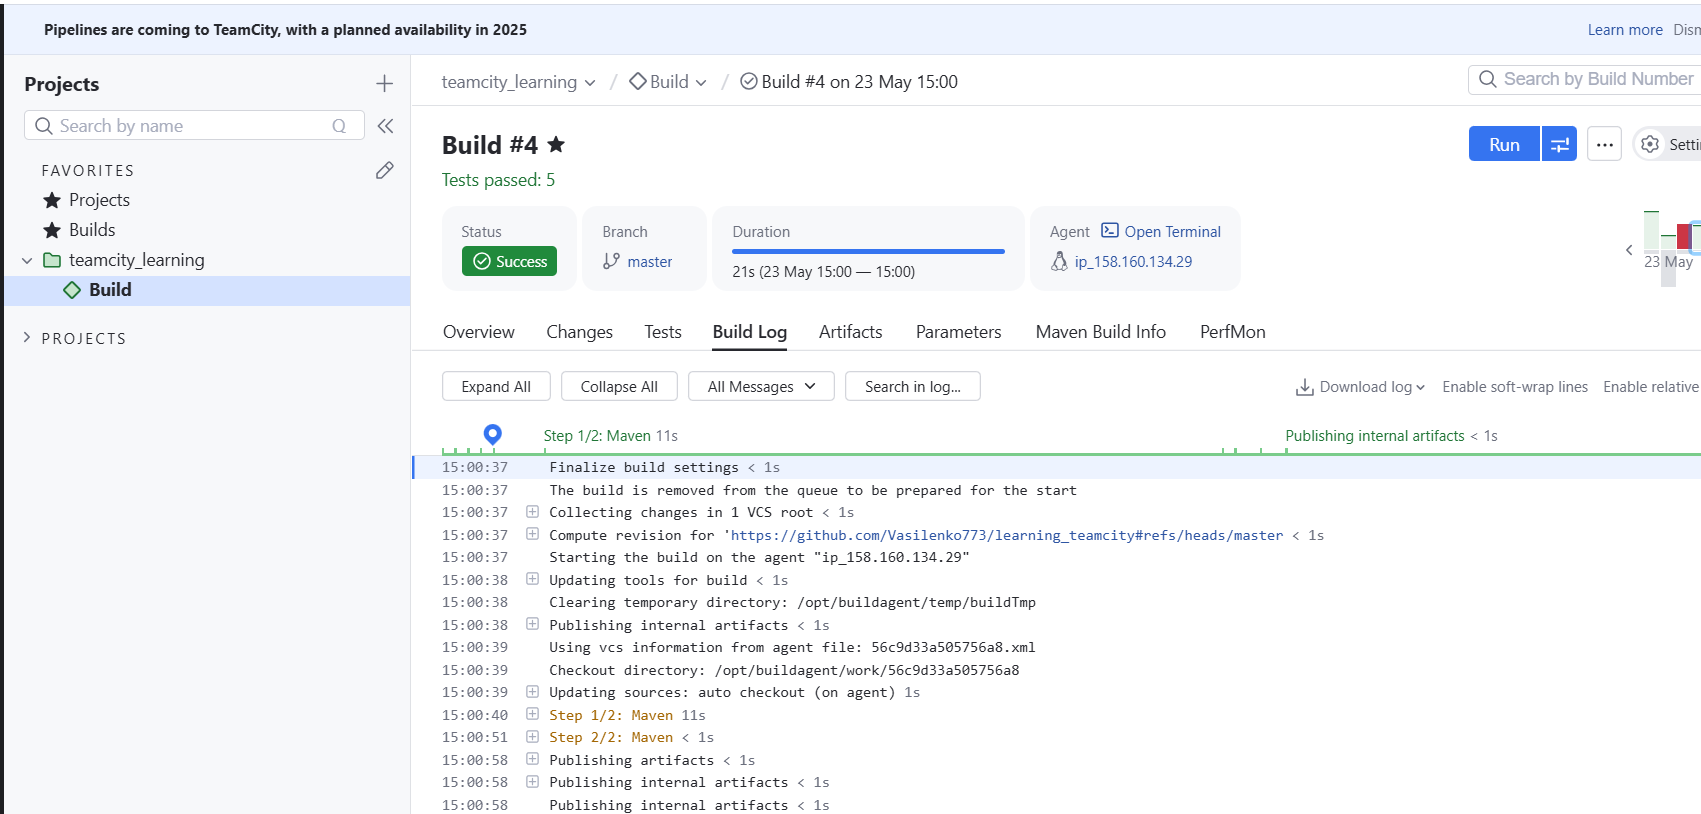 Pipelines are coming to TeamCity, with a planned availability in 2025
Learn more
Projects
Search by name
Q
FAVORITES
Projects
Builds
teamcity_learning
Build
PROJECTS
teamcity_learning / Build / Build #4 on 23 May 15:00
Search by Build Number
Build #4
Run
Tests passed: 5
Status
Success
Branch
master
Duration
21s (23 May 15:00 — 15:00)
Agent Open Terminal
ip_158.160.134.29
23 May
Overview Changes Tests Build Log Artifacts Parameters Maven Build Info PerfMon
Expand All Collapse All All Messages Search in log...
Download log Enable soft-wrap lines Enable relative
Step 1/2: Maven 11s
Publishing internal artifacts < 1s
15:00:37 Finalize build settings < 1s
15:00:37 The build is removed from the queue to be prepared for the start
15:00:37 Collecting changes in 1 VCS root < 1s
15:00:37 Compute revision for 'https://github.com/Vasilenko773/learning_teamcity#refs/heads/master < 1s
15:00:37 Starting the build on the agent "ip_158.160.134.29"
15:00:38 Updating tools for build < 1s
15:00:38 Clearing temporary directory: /opt/buildagent/temp/buildTmp
15:00:38 Publishing internal artifacts < 1s
15:00:39 Using vcs information from agent file: 56c9d33a505756a8.xml
15:00:39 Checkout directory: /opt/buildagent/work/56c9d33a505756a8
15:00:39 Updating sources: auto checkout (on agent) 1s
15:00:40 Step 1/2: Maven 11s
15:00:51 Step 2/2: Maven < 1s
15:00:58 Publishing artifacts < 1s
15:00:58 Publishing internal artifacts < 1s
15:00:58 Publishing internal artifacts < 1s